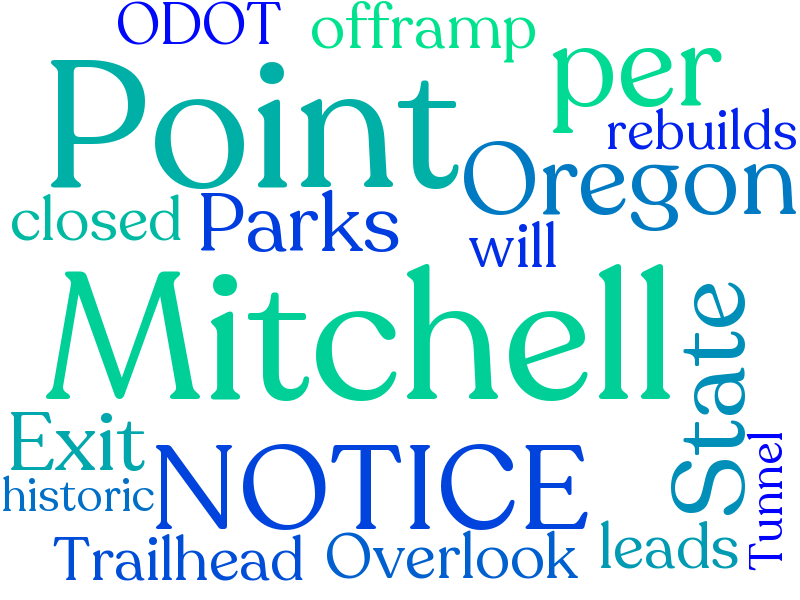 ODOT
offramp
per
Point
rebuilds
Oregon
closed
Parks
will
Mitchell
State
Exit
NOTICE
historic
Tunnel
Trailhead
Overlook
leads